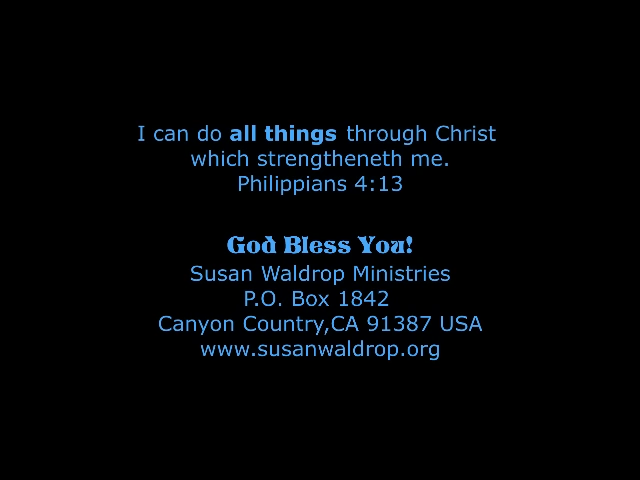 I can do all things through Christ
which strengtheneth me.
Philippians 4:13
God Bless You!
Susan Waldrop Ministries
P.O. Box 1842
Canyon Country,CA 91387 USA
www.susanwaldrop.org